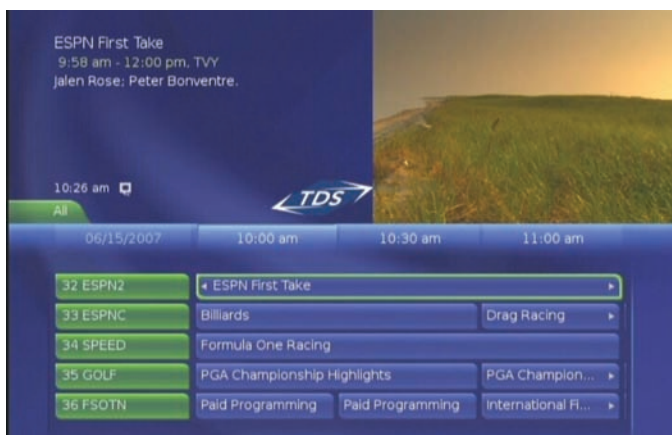 ESPN First Take
9:58 am - 12:00 pm, TVY
Jalen Rose; Peter Bonventre.
10:26 am
TDS
All
06/15/2007 10:00 am 10:30 am 11:00 am
32 ESPN2 ESPN First Take
33 ESPNC Billiards Drag Racing
34 SPEED Formula One Racing
35 GOLF PGA Championship Highlights PGA Champion...
36 FSOTN Paid Programming Paid Programming International Fi...